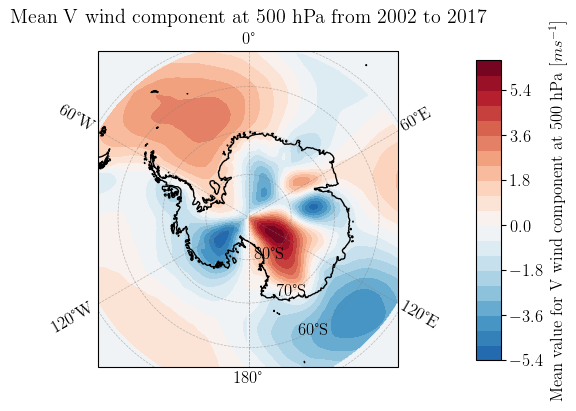 Mean V wind component at 500 hPa from 2002 to 2017
0°
60°W
60°E
80°S
70°S
60°S
120°W
120°E
180°
5.4
3.6
1.8
0.0
−1.8
−3.6
−5.4
Mean value for V wind component at 500 hPa [ms⁻¹]